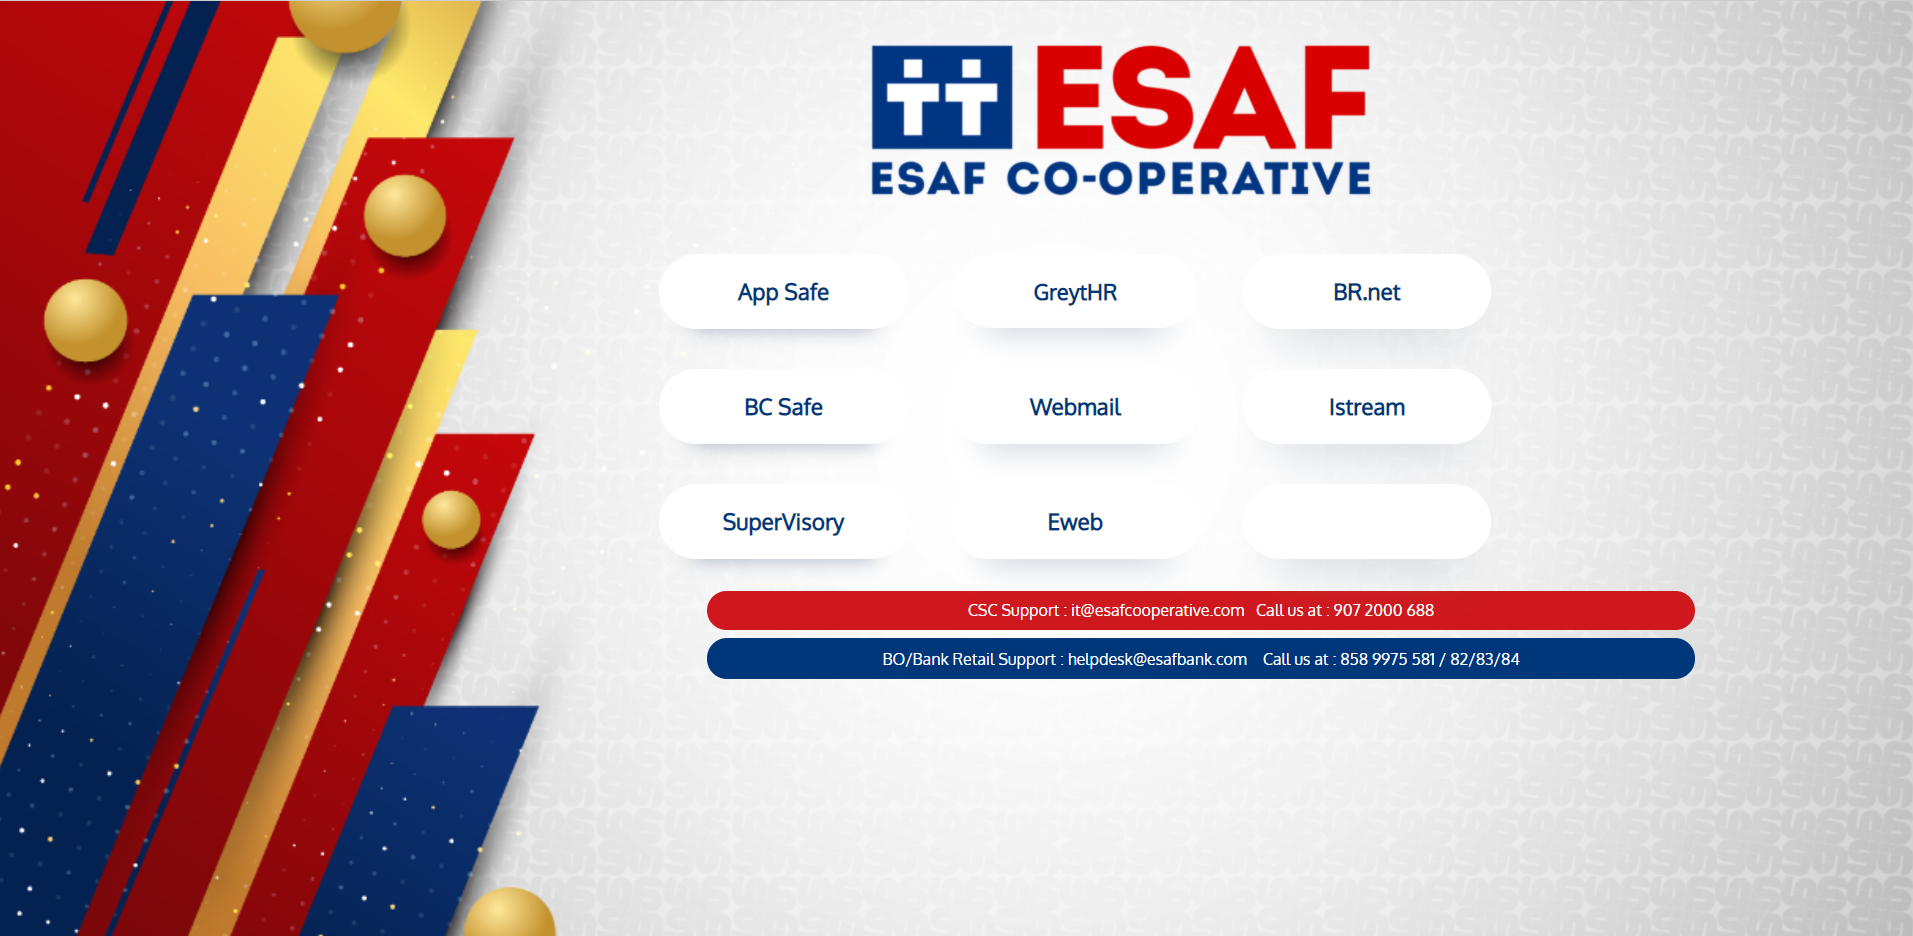 ESAF
ESAF CO-OPERATIVE
App Safe
GreytHR
BR.net
BC Safe
Webmail
Istream
SuperVisory
Eweb
CSC Support : it@esafcooperative.com Call us at : 907 2000 688
BO/Bank Retail Support : helpdesk@esafbank.com Call us at : 858 9975 581 / 82/83/84